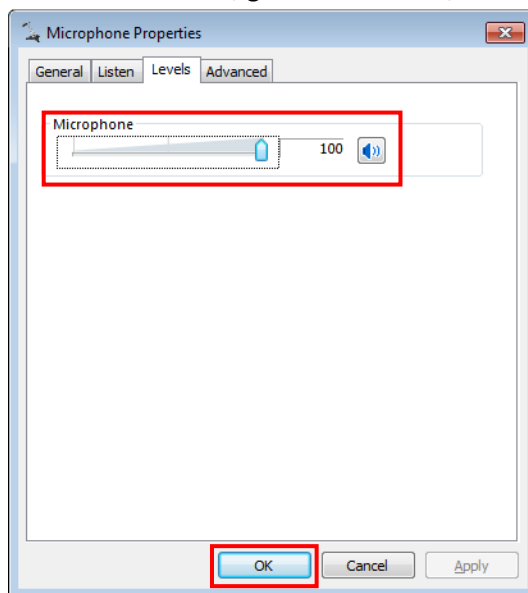 Microphone Properties
General Listen Levels Advanced
Microphone
100
OK Cancel Apply